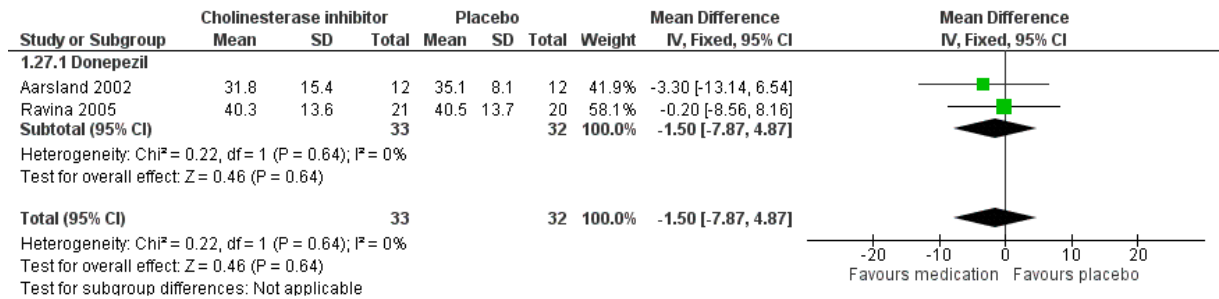 Cholinesterase inhibitor Placebo Mean Difference Mean Difference
Study or Subgroup Mean SD Total Mean SD Total Weight IV, Fixed, 95% CI IV, Fixed, 95% CI
1.27.1 Donepezil
Aarsland 2002 31.8 15.4 12 35.1 8.1 12 41.9% -3.30 [-13.14, 6.54]
Ravina 2005 40.3 13.6 21 40.5 13.7 20 58.1% -0.20 [-8.56, 8.16]
Subtotal (95% CI) 33 32 100.0% -1.50 [-7.87, 4.87]
Heterogeneity: Chi² = 0.22, df = 1 (P = 0.64); I² = 0%
Test for overall effect: Z = 0.46 (P = 0.64)
Total (95% CI) 33 32 100.0% -1.50 [-7.87, 4.87]
Heterogeneity: Chi² = 0.22, df = 1 (P = 0.64); I² = 0%
Test for overall effect: Z = 0.46 (P = 0.64)
Test for subgroup differences: Not applicable
-20 -10 0 10 20
Favours medication Favours placebo